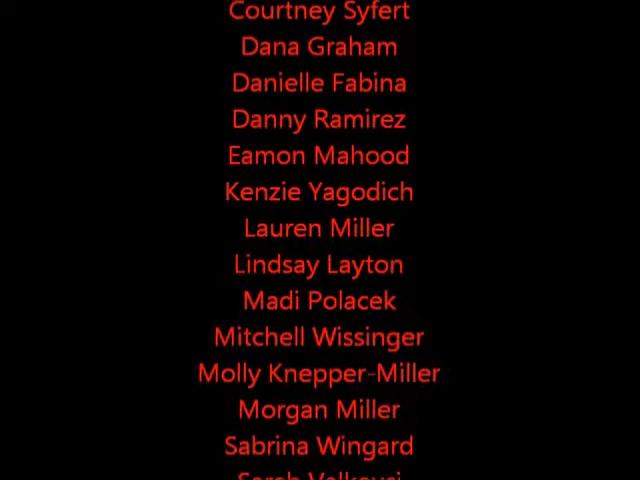 Courtney Syfert
Dana Graham
Danielle Fabina
Danny Ramirez
Eamon Mahood
Kenzie Yagodich
Lauren Miller
Lindsay Layton
Madi Polacek
Mitchell Wissinger
Molly Knepper-Miller
Morgan Miller
Sabrina Wingard
Sarah